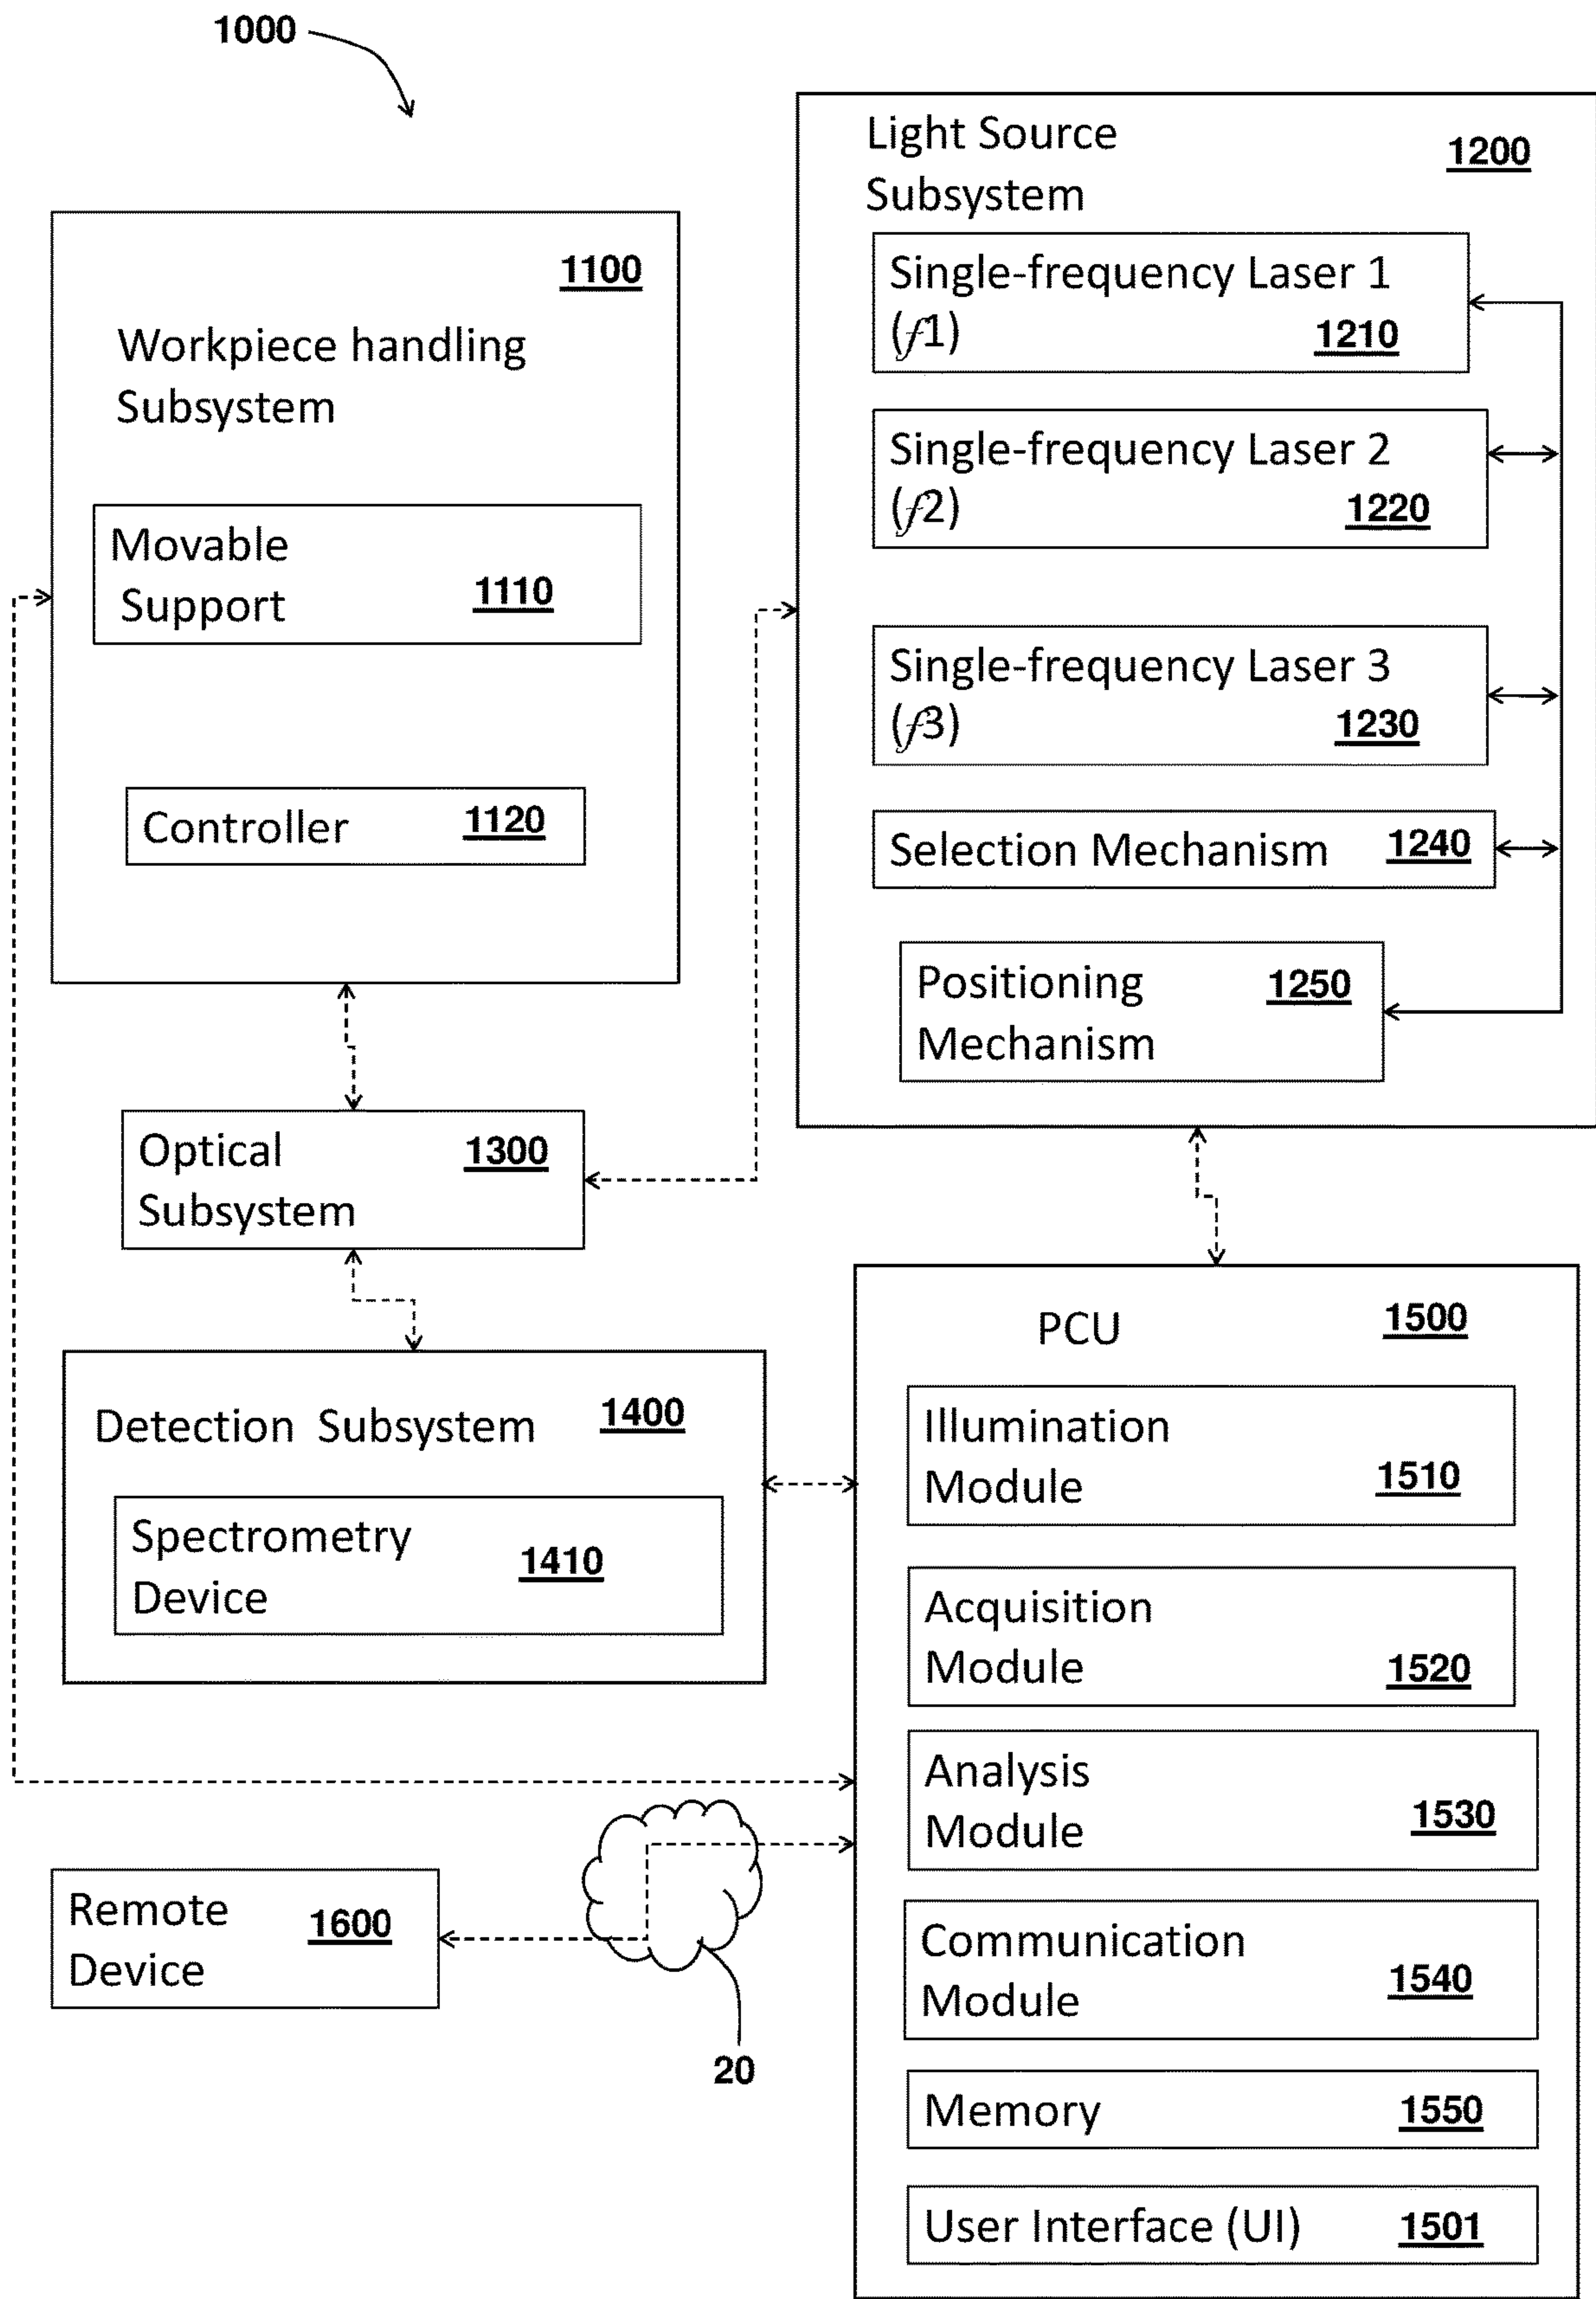 1000
1100
Workpiece handling
Subsystem
Movable
Support 1110
Controller 1120
Light Source
Subsystem 1200
Single-frequency Laser 1
(f1) 1210
Single-frequency Laser 2
(f2) 1220
Single-frequency Laser 3
(f3) 1230
Selection Mechanism 1240
Positioning 1250
Mechanism
Optical 1300
Subsystem
Detection Subsystem 1400
Spectrometry
Device 1410
PCU 1500
Illumination
Module 1510
Acquisition
Module 1520
Analysis
Module 1530
Communication
Module 1540
Memory 1550
User Interface (UI) 1501
Remote 1600
Device
20